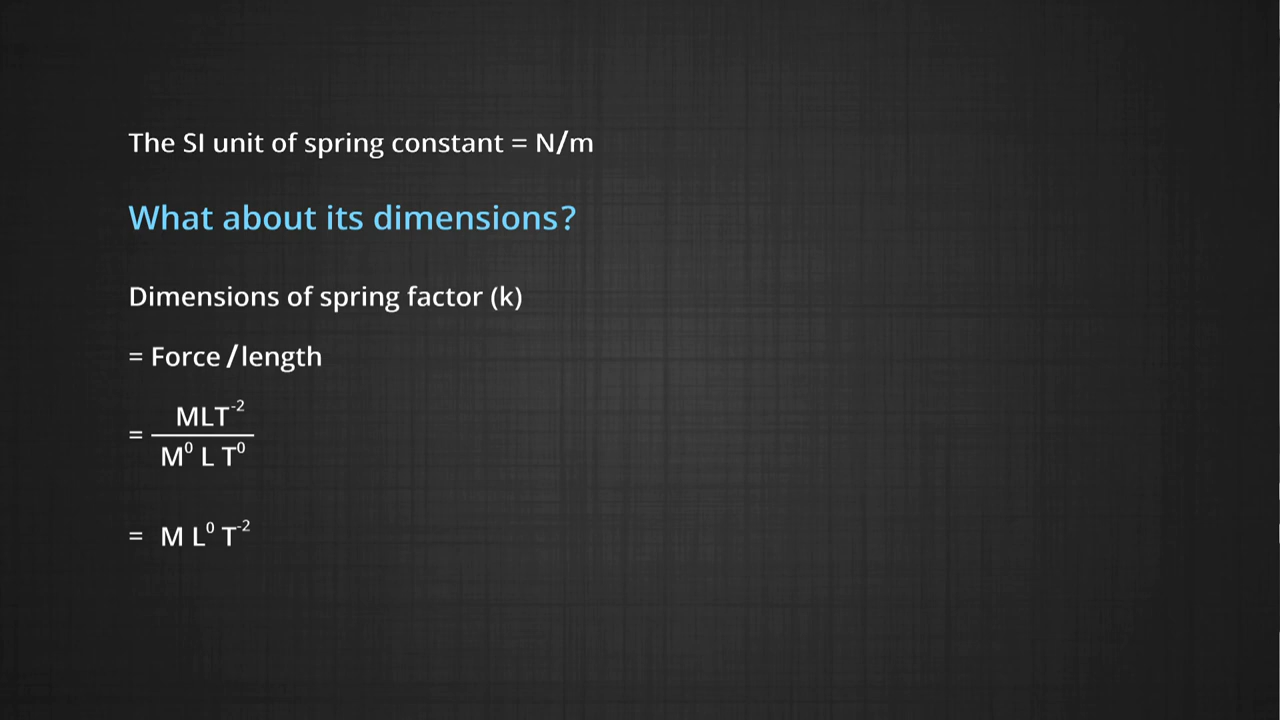 The SI unit of spring constant = N/m
What about its dimensions?
Dimensions of spring factor (k)
= Force /length
= MLT⁻² / M⁰ L T⁰
= M L⁰ T⁻²